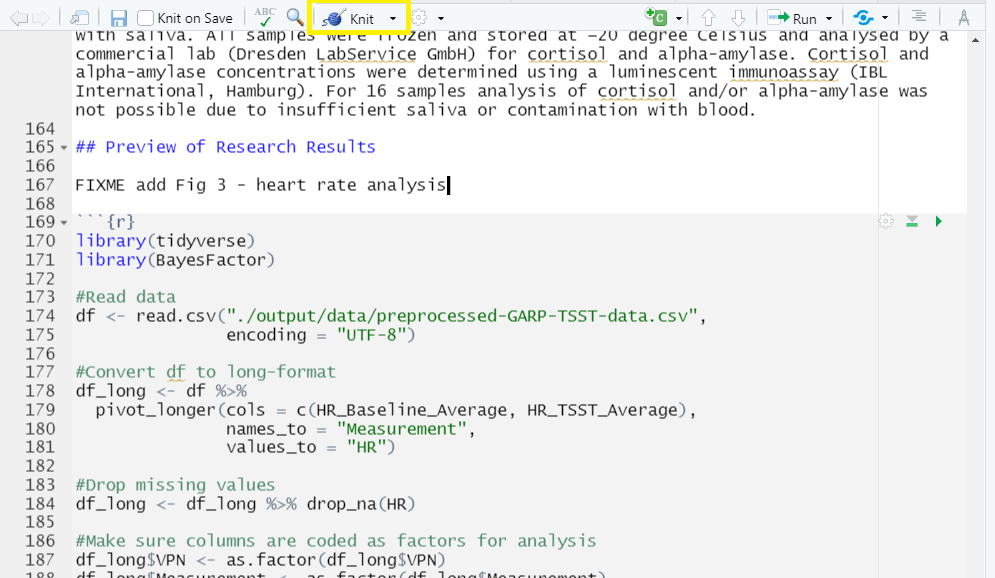 Knit on Save ABC Knit Run
with saliva. All samples were frozen and stored at −20 degree Celsius and analysed by a
commercial lab (Dresden LabService GmbH) for cortisol and alpha-amylase. Cortisol and
alpha-amylase concentrations were determined using a luminescent immunoassay (IBL
International, Hamburg). For 16 samples analysis of cortisol and/or alpha-amylase was
not possible due to insufficient saliva or contamination with blood.
164
165 ## Preview of Research Results
166
167 FIXME add Fig 3 - heart rate analysis
168
169 ```{r}
170 library(tidyverse)
171 library(BayesFactor)
172
173 #Read data
174 df <- read.csv("./output/data/preprocessed-GARP-TSST-data.csv",
175 encoding = "UTF-8")
176
177 #Convert df to long-format
178 df_long <- df %>%
179 pivot_longer(cols = c(HR_Baseline_Average, HR_TSST_Average),
180 names_to = "Measurement",
181 values_to = "HR")
182
183 #Drop missing values
184 df_long <- df_long %>% drop_na(HR)
185
186 #Make sure columns are coded as factors for analysis
187 df_long$VPN <- as.factor(df_long$VPN)
188 df_long$Measurement <- as.factor(df_long$Measurement)